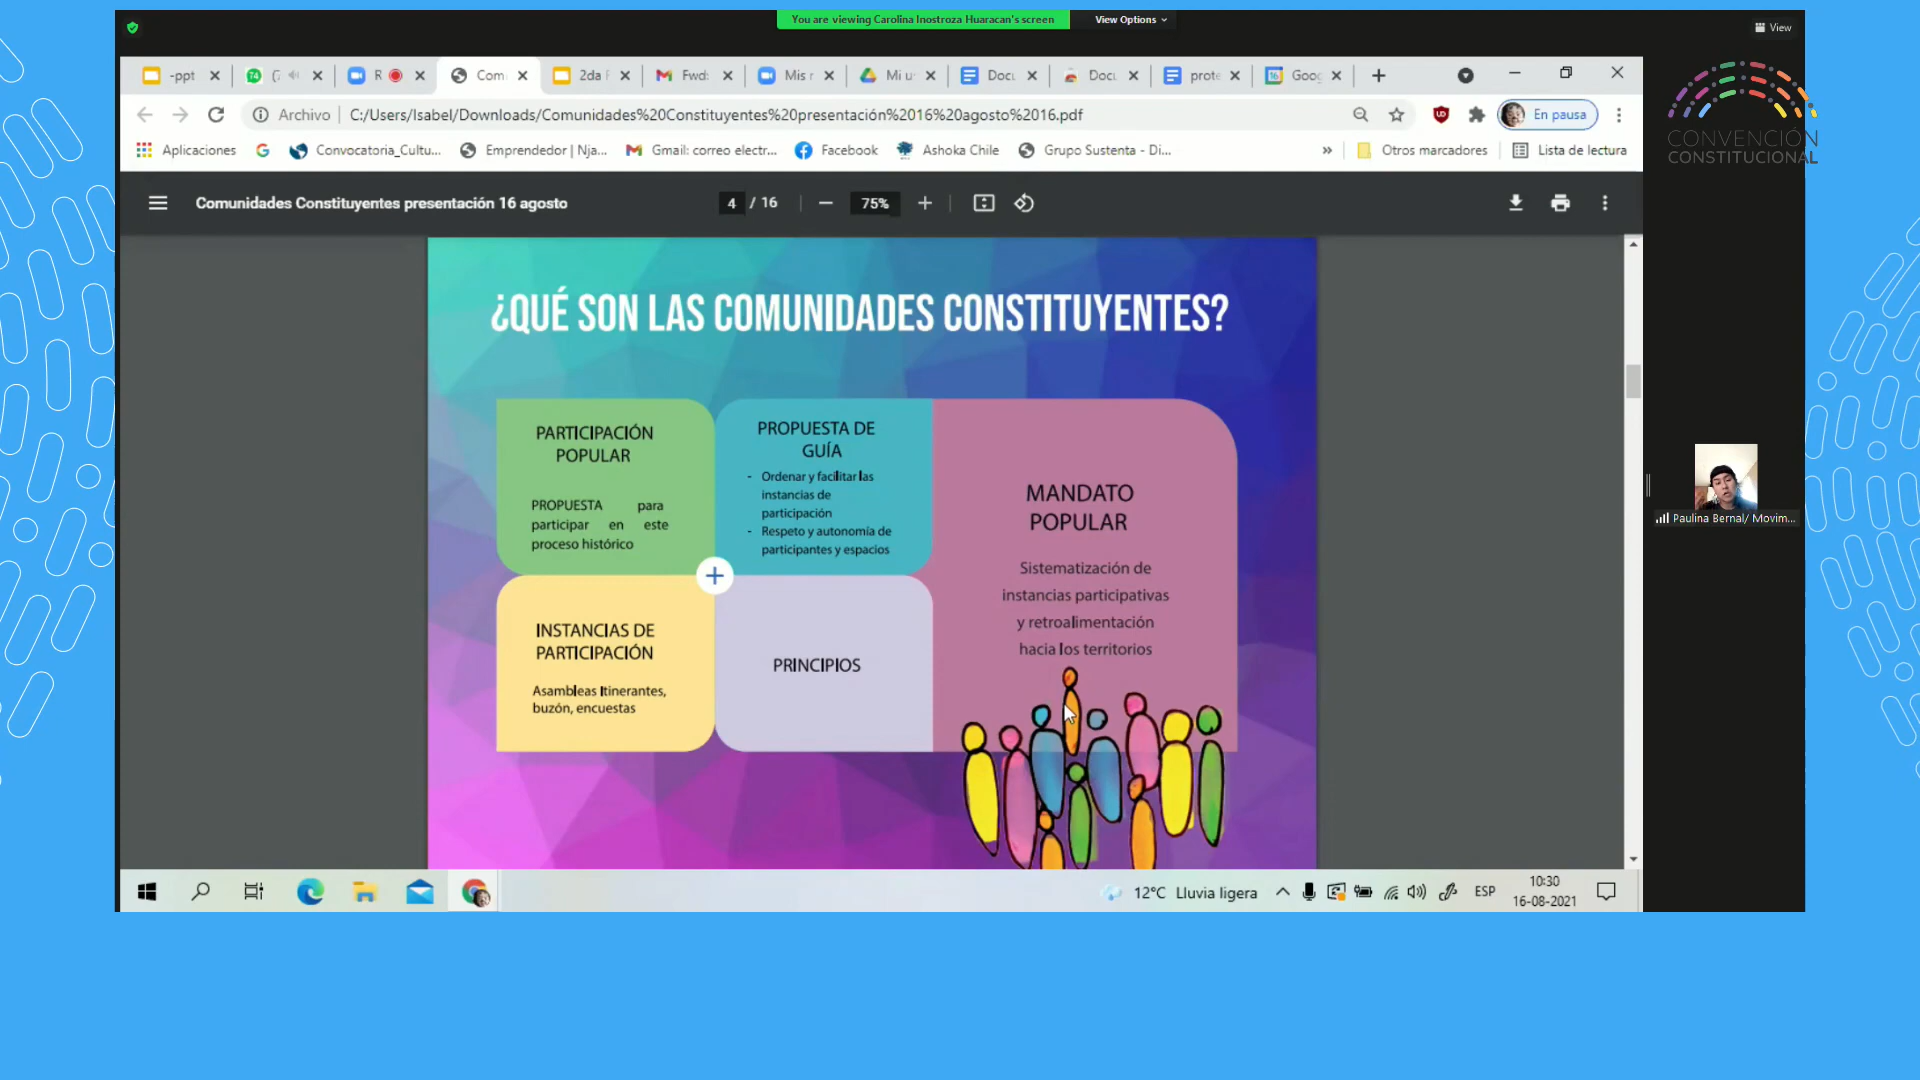 You are viewing Carolina Inostroza Huaracan's screen
View Options
View
-ppt
R
Com
2da F
Fwd:
Mis r
Mi u
Docu
Docu
prote
Goog
Archivo
C:/Users/Isabel/Downloads/Comunidades%20Constituyentes%20presentación%2016%20agosto%2016.pdf
En pausa
CONVENCIÓN
CONSTITUCIONAL
Aplicaciones
Convocatoria_Cultu...
Emprendedor | Nja...
Gmail: correo electr...
Facebook
Ashoka Chile
Grupo Sustenta - Di...
»
Otros marcadores
Lista de lectura
Comunidades Constituyentes presentación 16 agosto
4 / 16
75%
¿QUÉ SON LAS COMUNIDADES CONSTITUYENTES?
PARTICIPACIÓN
POPULAR
PROPUESTA para
participar en este
proceso histórico
PROPUESTA DE
GUÍA
- Ordenar y facilitar las
instancias de
participación
- Respeto y autonomía de
participantes y espacios
MANDATO
POPULAR
Sistematización de
instancias participativas
y retroalimentación
hacia los territorios
INSTANCIAS DE
PARTICIPACIÓN
Asambleas Itinerantes,
buzón, encuestas
PRINCIPIOS
Paulina Bernal/ Movim...
12°C Lluvia ligera
ESP
10:30
16-08-2021